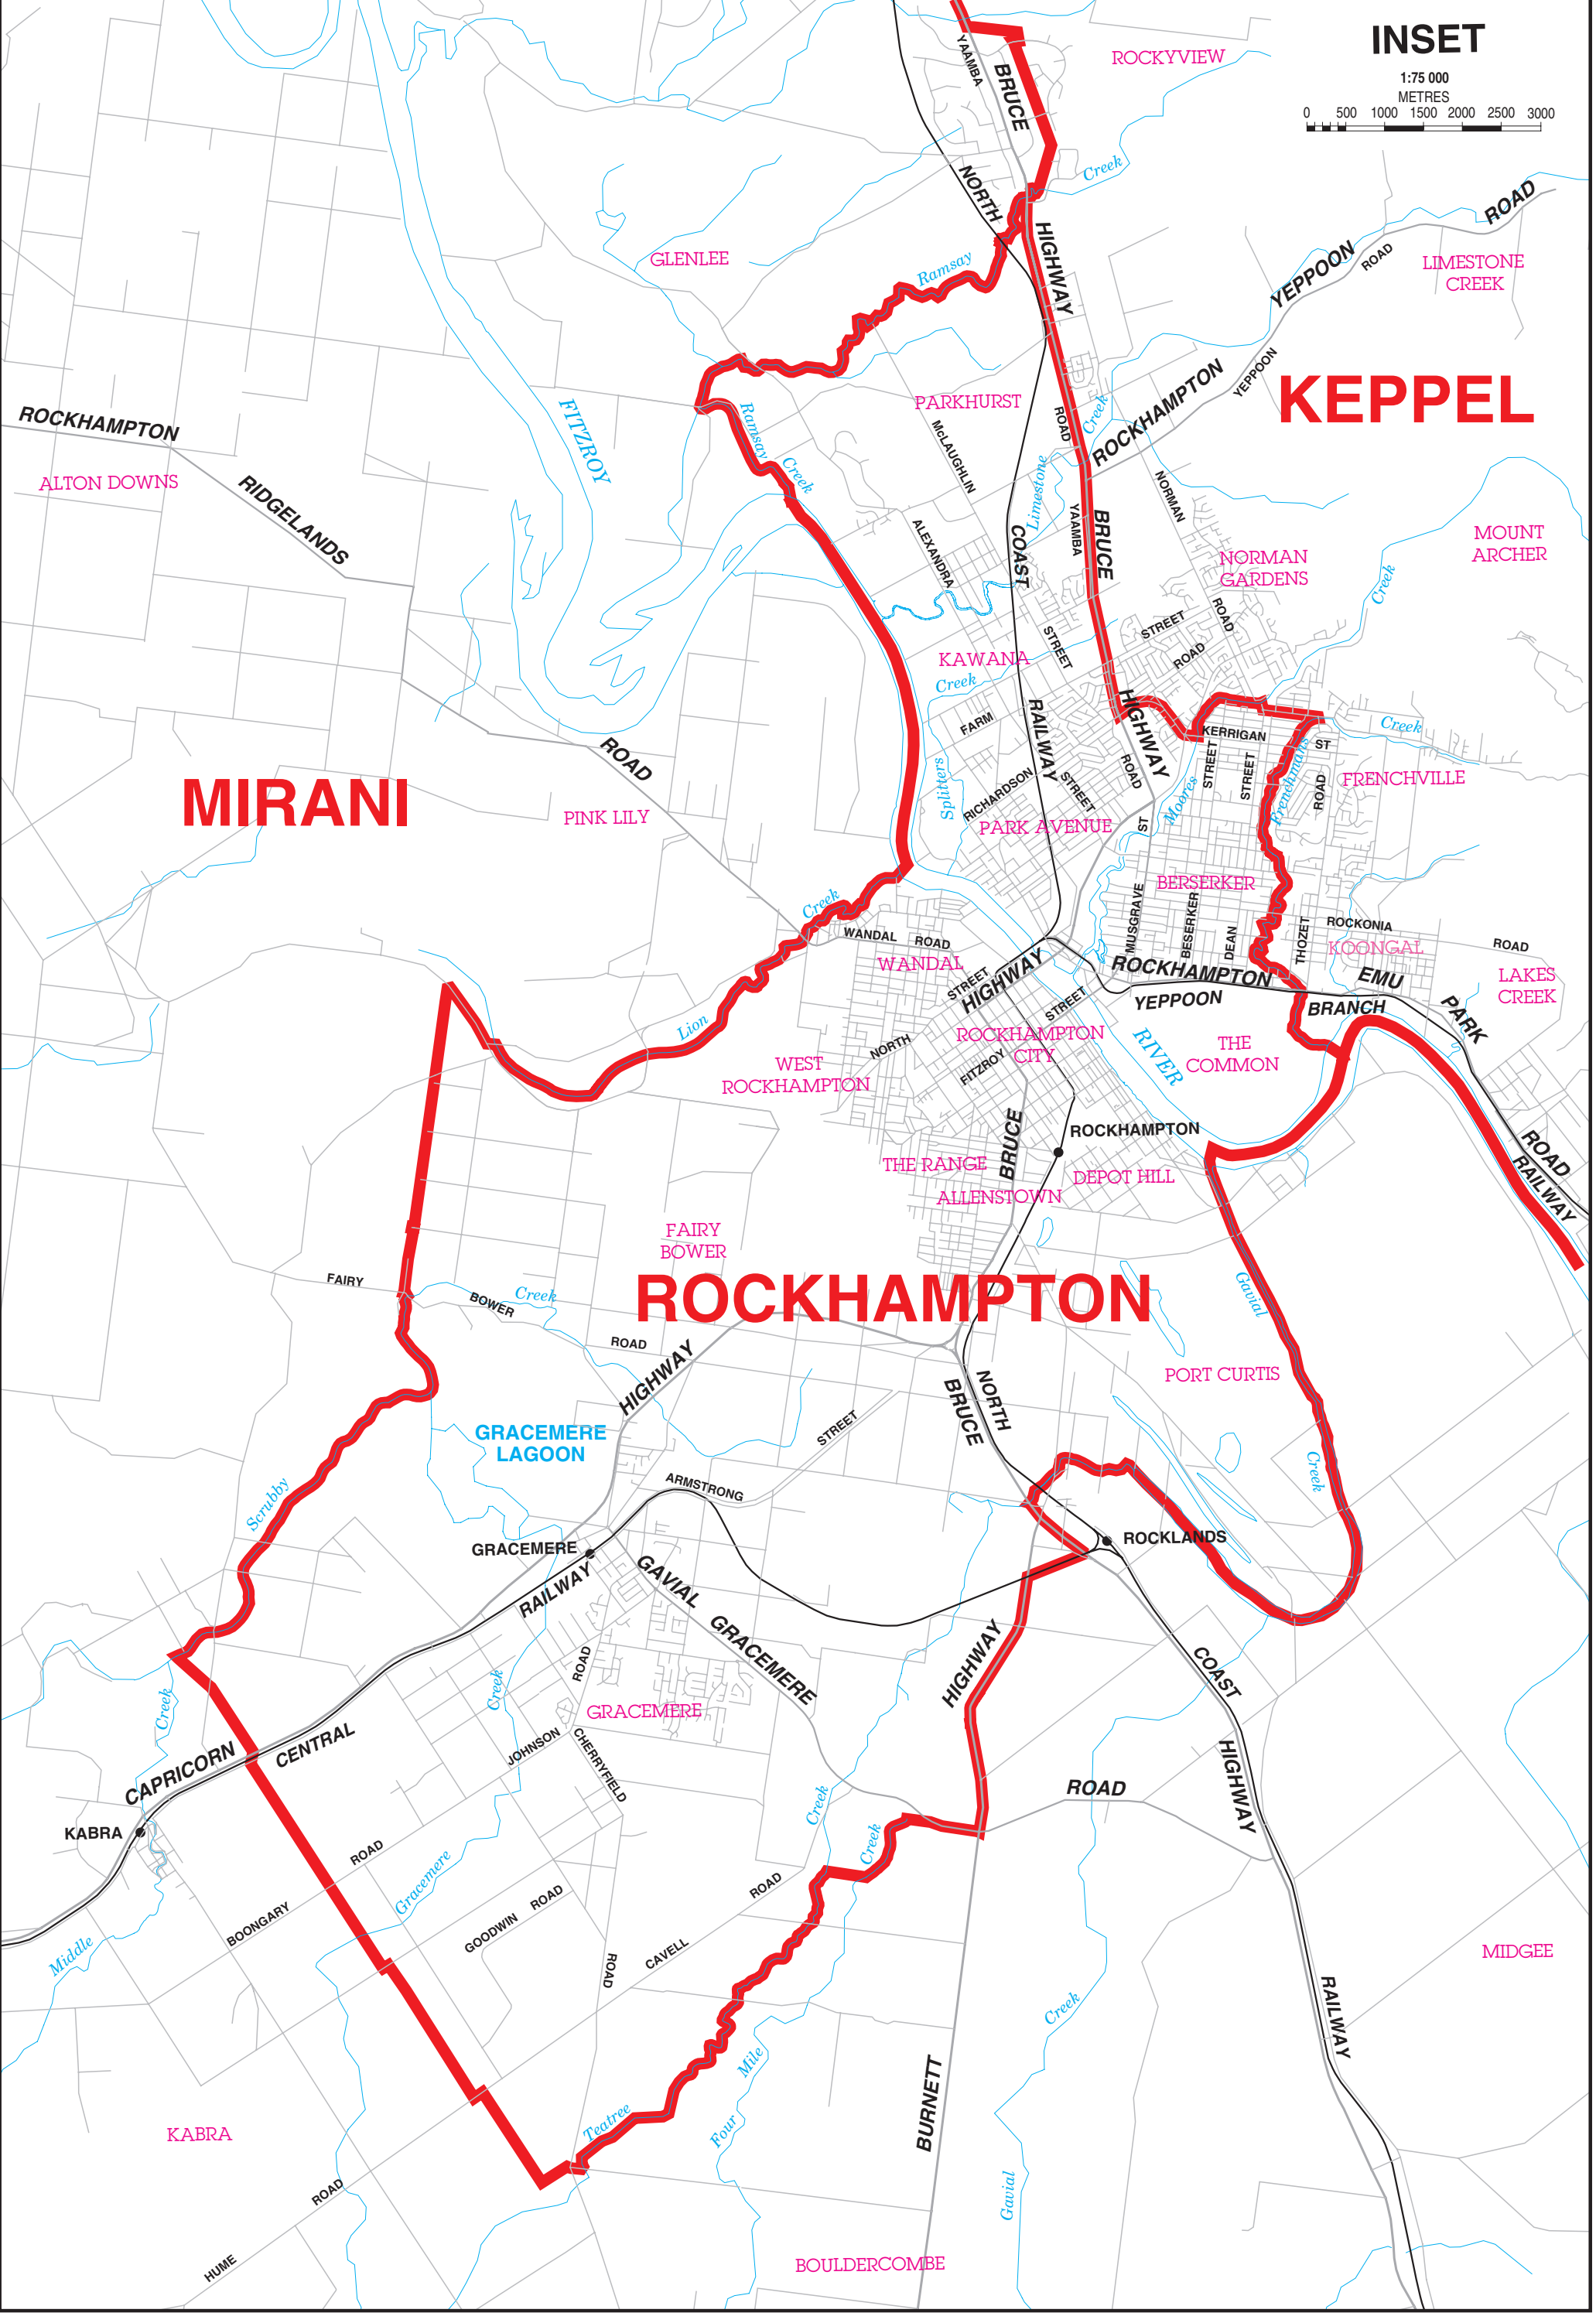 INSET
1:75 000
METRES
0 500 1000 1500 2000 2500 3000
YAAMBA
BRUCE
ROCKYVIEW
Creek
NORTH
HIGHWAY
ROAD
YEPPOON
ROAD
LIMESTONE
CREEK
GLENLEE
Ramsay
YEPPOON
KEPPEL
ROCKHAMPTON
PARKHURST
ROAD
Creek
ROCKHAMPTON
FITZROY
Ramsay
Creek
McLAUGHLIN
ALTON DOWNS
RIDGELANDS
Limestone
NORMAN
ALEXANDRA
COAST
YAAMBA
BRUCE
MOUNT
ARCHER
NORMAN
GARDENS
Creek
ROAD
STREET
STREET
ROAD
KAWANA
Creek
FARM
RAILWAY
HIGHWAY
KERRIGAN
ST
Creek
ROAD
MIRANI
PINK LILY
Splitters
RICHARDSON
STREET
ROAD
Moores
STREET
STREET
Frenchmans
ROAD
FRENCHVILLE
PARK AVENUE
ST
BERSERKER
Creek
WANDAL
ROAD
MUSGRAVE
BESERKER
DEAN
THOZET
ROCKONIA
ROAD
KOONGAL
WANDAL
STREET
HIGHWAY
ROCKHAMPTON
EMU
LAKES
CREEK
YEPPOON
BRANCH
PARK
Lion
STREET
NORTH
ROCKHAMPTON
CITY
FITZROY
RIVER
THE
COMMON
WEST
ROCKHAMPTON
BRUCE
ROCKHAMPTON
ROAD
RAILWAY
THE RANGE
DEPOT HILL
ALLENSTOWN
FAIRY
BOWER
FAIRY
BOWER
Creek
ROAD
ROCKHAMPTON
Gavial
HIGHWAY
PORT CURTIS
BRUCE
NORTH
GRACEMERE
LAGOON
STREET
ARMSTRONG
Creek
Scrubby
GRACEMERE
ROCKLANDS
RAILWAY
GAVIAL
GRACEMERE
ROAD
HIGHWAY
COAST
Creek
Creek
GRACEMERE
CAPRICORN
CENTRAL
JOHNSON
CHERRYFIELD
HIGHWAY
ROAD
KABRA
Creek
Creek
ROAD
Gracemere
ROAD
BOONGARY
GOODWIN
ROAD
CAVELL
ROAD
Middle
MIDGEE
Creek
RAILWAY
Mile
BURNETT
Teatree
Four
KABRA
ROAD
Gavial
HUME
BOULDERCOMBE